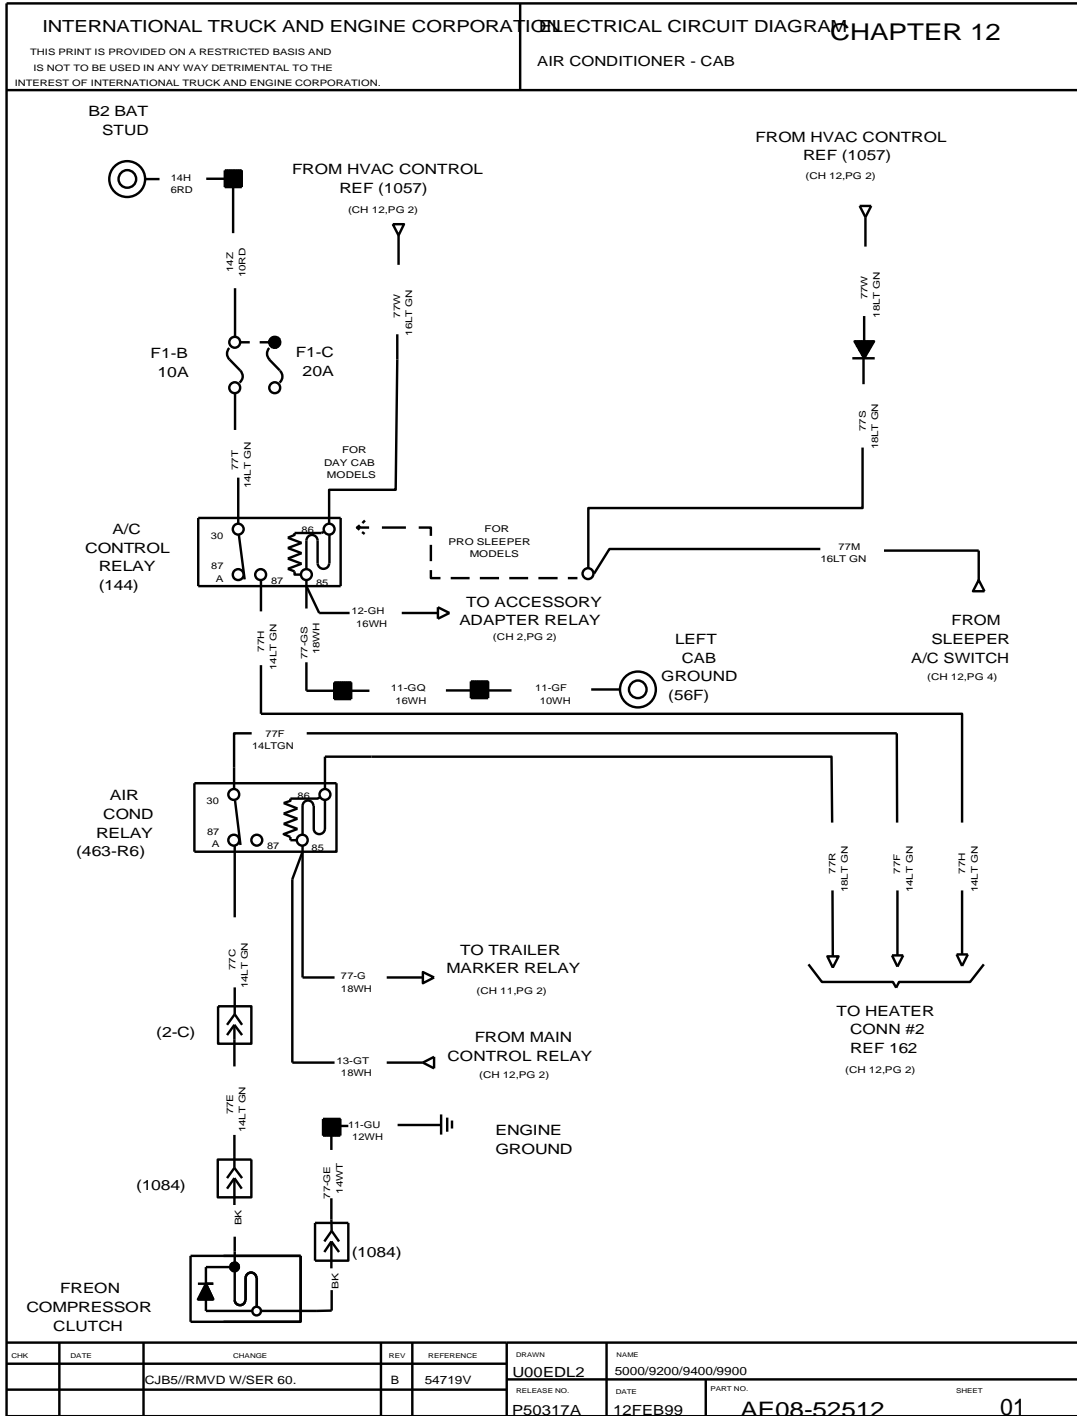 INTERNATIONAL TRUCK AND ENGINE CORPORATION
ELECTRICAL CIRCUIT DIAGRAM
CHAPTER 12
THIS PRINT IS PROVIDED ON A RESTRICTED BASIS AND
IS NOT TO BE USED IN ANY WAY DETRIMENTAL TO THE
INTEREST OF INTERNATIONAL TRUCK AND ENGINE CORPORATION.
AIR CONDITIONER - CAB
B2 BAT
STUD
14H
6RD
FROM HVAC CONTROL
REF (1057)
(CH 12,PG 2)
FROM HVAC CONTROL
REF (1057)
(CH 12,PG 2)
14Z
10RD
77W
16LT GN
77W
18LT GN
F1-B
10A
F1-C
20A
77S
18LT GN
77T
14LT GN
FOR
DAY CAB
MODELS
A/C
CONTROL
RELAY
(144)
30
86
87
A
87
85
FOR
PRO SLEEPER
MODELS
77M
16LT GN
12-GH
16WH
TO ACCESSORY
ADAPTER RELAY
(CH 2,PG 2)
FROM
SLEEPER
A/C SWITCH
(CH 12,PG 4)
77H
14LT GN
77-GS
18WH
11-GQ
16WH
11-GF
10WH
LEFT
CAB
GROUND
(56F)
77F
14LTGN
AIR
COND
RELAY
(463-R6)
30
86
87
A
87
85
77R
18LT GN
77F
14LT GN
77H
14LT GN
77C
14LT GN
77-G
18WH
TO TRAILER
MARKER RELAY
(CH 11,PG 2)
(2-C)
13-GT
18WH
FROM MAIN
CONTROL RELAY
(CH 12,PG 2)
TO HEATER
CONN #2
REF 162
(CH 12,PG 2)
77E
14LT GN
11-GU
12WH
ENGINE
GROUND
(1084)
77-GE
14WT
BK
(1084)
BK
FREON
COMPRESSOR
CLUTCH
CHK
DATE
CHANGE
REV
REFERENCE
DRAWN
NAME
CJB5//RMVD W/SER 60.
B
54719V
U00EDL2
5000/9200/9400/9900
RELEASE NO.
DATE
PART NO.
SHEET
P50317A
12FEB99
AE08-52512
01